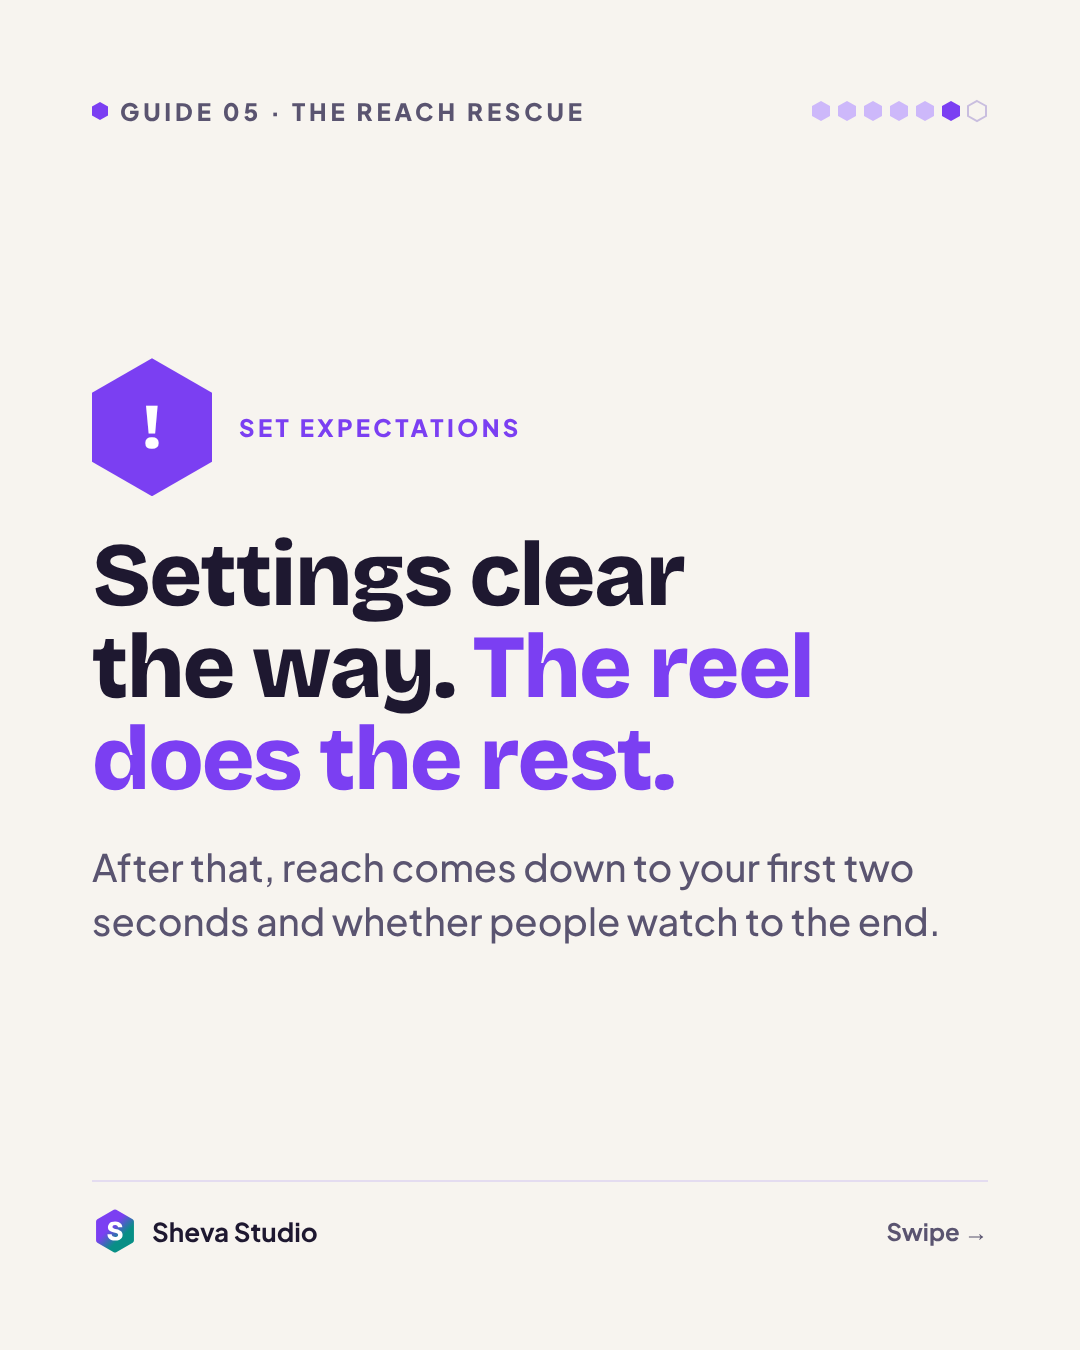 GUIDE 05 · THE REACH RESCUE
!
SET EXPECTATIONS
Settings clear
the way. The reel
does the rest.
After that, reach comes down to your first two
seconds and whether people watch to the end.
S Sheva Studio
Swipe →